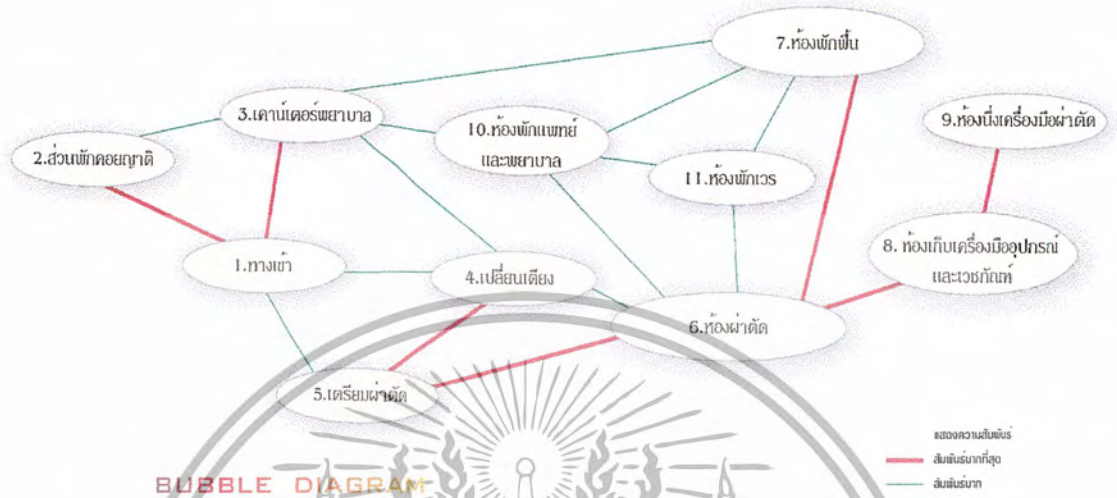 7.ห้องพักฟื้น
3.เคาน์เตอร์พยาบาล
9.ห้องนึ่งเครื่องมือผ่าตัด
10.ห้องพักแพทย์
และพยาบาล
2.ส่วนพักคอยญาติ
11.ห้องพักเวร
8. ห้องเก็บเครื่องมืออุปกรณ์
และเวชภัณฑ์
1.ทางเข้า
4.เปลี่ยนเตียง
6.ห้องผ่าตัด
5.เตรียมผ่าตัด
แสดงความสัมพันธ์
สัมพันธ์มากที่สุด
สัมพันธ์มาก
BUBBLE DIAGRAM